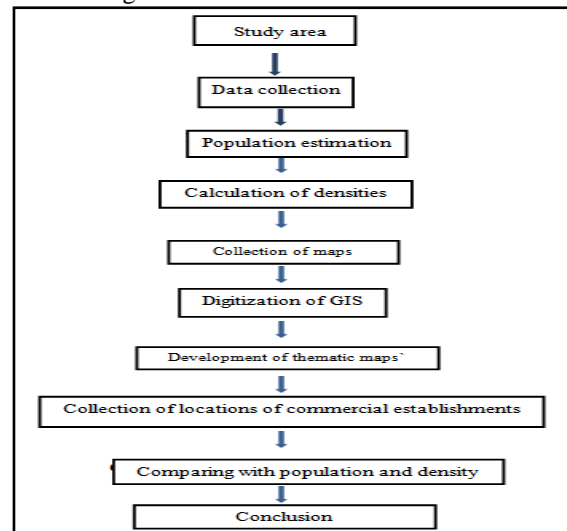 Study area
Data collection
Population estimation
Calculation of densities
Collection of maps
Digitization of GIS
Development of thematic maps`
Collection of locations of commercial establishments
Comparing with population and density
Conclusion